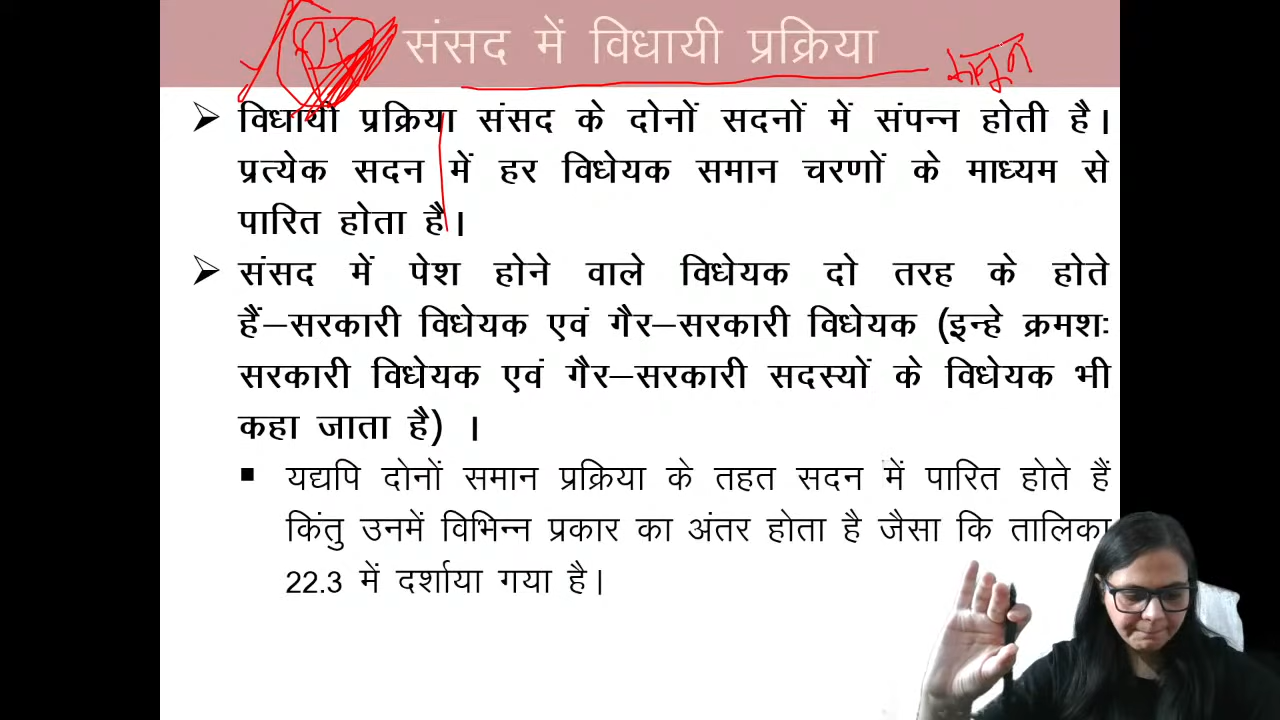 संसद में विधायी प्रक्रिया
कानून
➢ विधायी प्रक्रिया संसद के दोनों सदनों में संपन्न होती है।
प्रत्येक सदन में हर विधेयक समान चरणों के माध्यम से
पारित होता है।
➢ संसद में पेश होने वाले विधेयक दो तरह के होते
हैं–सरकारी विधेयक एवं गैर–सरकारी विधेयक (इन्हे क्रमशः
सरकारी विधेयक एवं गैर–सरकारी सदस्यों के विधेयक भी
कहा जाता है) ।
▪ यद्यपि दोनों समान प्रक्रिया के तहत सदन में पारित होते हैं
किंतु उनमें विभिन्न प्रकार का अंतर होता है जैसा कि तालिका
22.3 में दर्शाया गया है।